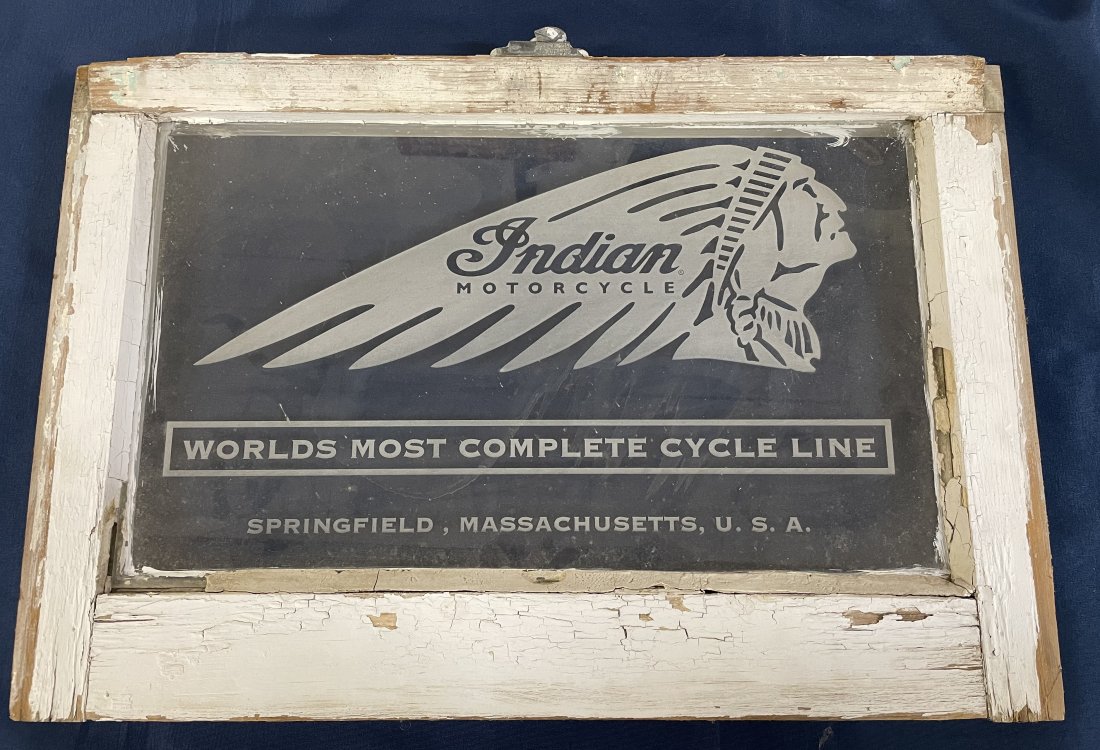 Indian
MOTORCYCLE
WORLDS MOST COMPLETE CYCLE LINE
SPRINGFIELD , MASSACHUSETTS, U. S. A.